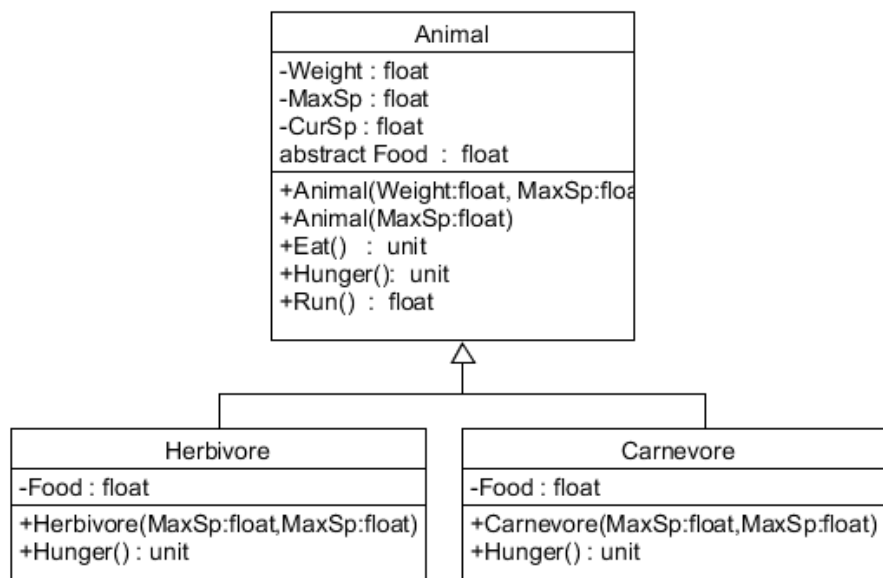 Animal
-Weight : float
-MaxSp : float
-CurSp : float
abstract Food : float
+Animal(Weight:float, MaxSp:floa
+Animal(MaxSp:float)
+Eat() : unit
+Hunger(): unit
+Run() : float
Herbivore
-Food : float
+Herbivore(MaxSp:float,MaxSp:float)
+Hunger() : unit
Carnevore
-Food : float
+Carnevore(MaxSp:float,MaxSp:float)
+Hunger() : unit